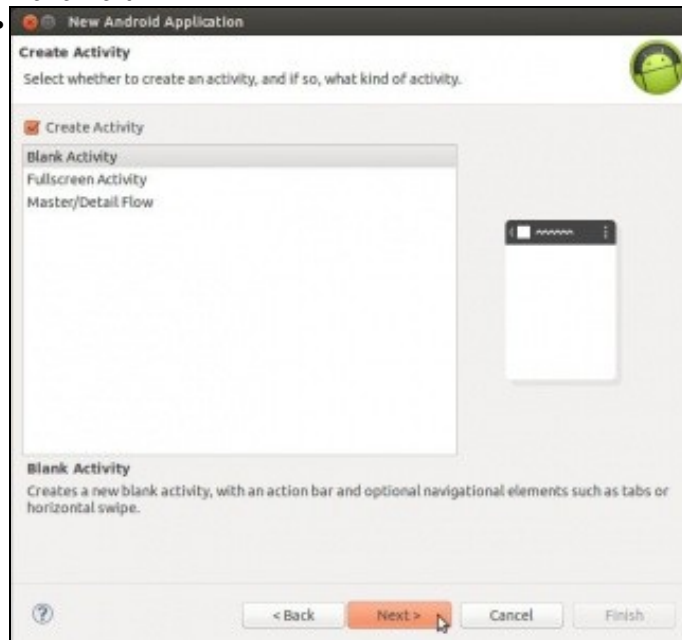 New Android Application
Create Activity
Select whether to create an activity, and if so, what kind of activity.
Create Activity
Blank Activity
Fullscreen Activity
Master/Detail Flow
Blank Activity
Creates a new blank activity, with an action bar and optional navigational elements such as tabs or
horizontal swipe.
< Back Next > Cancel Finish